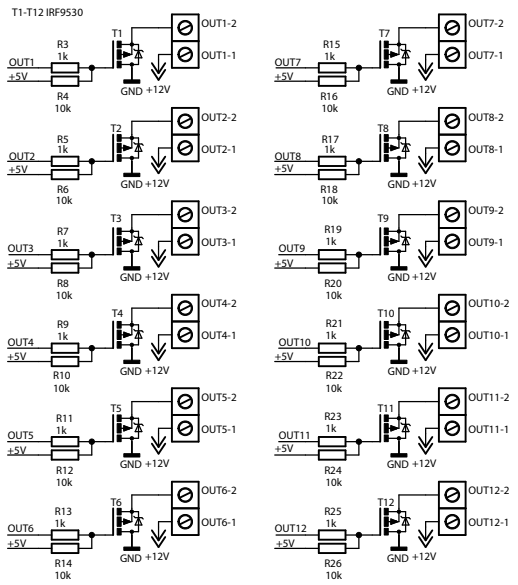 T1-T12 IRF9530
R3
1k
OUT1
+5V
R4
10k
T1
GND
+12V
OUT1-2
OUT1-1
R15
1k
OUT7
+5V
R16
10k
T7
GND
+12V
OUT7-2
OUT7-1
R5
1k
OUT2
+5V
R6
10k
T2
GND
+12V
OUT2-2
OUT2-1
R17
1k
OUT8
+5V
R18
10k
T8
GND
+12V
OUT8-2
OUT8-1
R7
1k
OUT3
+5V
R8
10k
T3
GND
+12V
OUT3-2
OUT3-1
R19
1k
OUT9
+5V
R20
10k
T9
GND
+12V
OUT9-2
OUT9-1
R9
1k
OUT4
+5V
R10
10k
T4
GND
+12V
OUT4-2
OUT4-1
R21
1k
OUT10
+5V
R22
10k
T10
GND
+12V
OUT10-2
OUT10-1
R11
1k
OUT5
+5V
R12
10k
T5
GND
+12V
OUT5-2
OUT5-1
R23
1k
OUT11
+5V
R24
10k
T11
GND
+12V
OUT11-2
OUT11-1
R13
1k
OUT6
+5V
R14
10k
T6
GND
+12V
OUT6-2
OUT6-1
R25
1k
OUT12
+5V
R26
10k
T12
GND
+12V
OUT12-2
OUT12-1